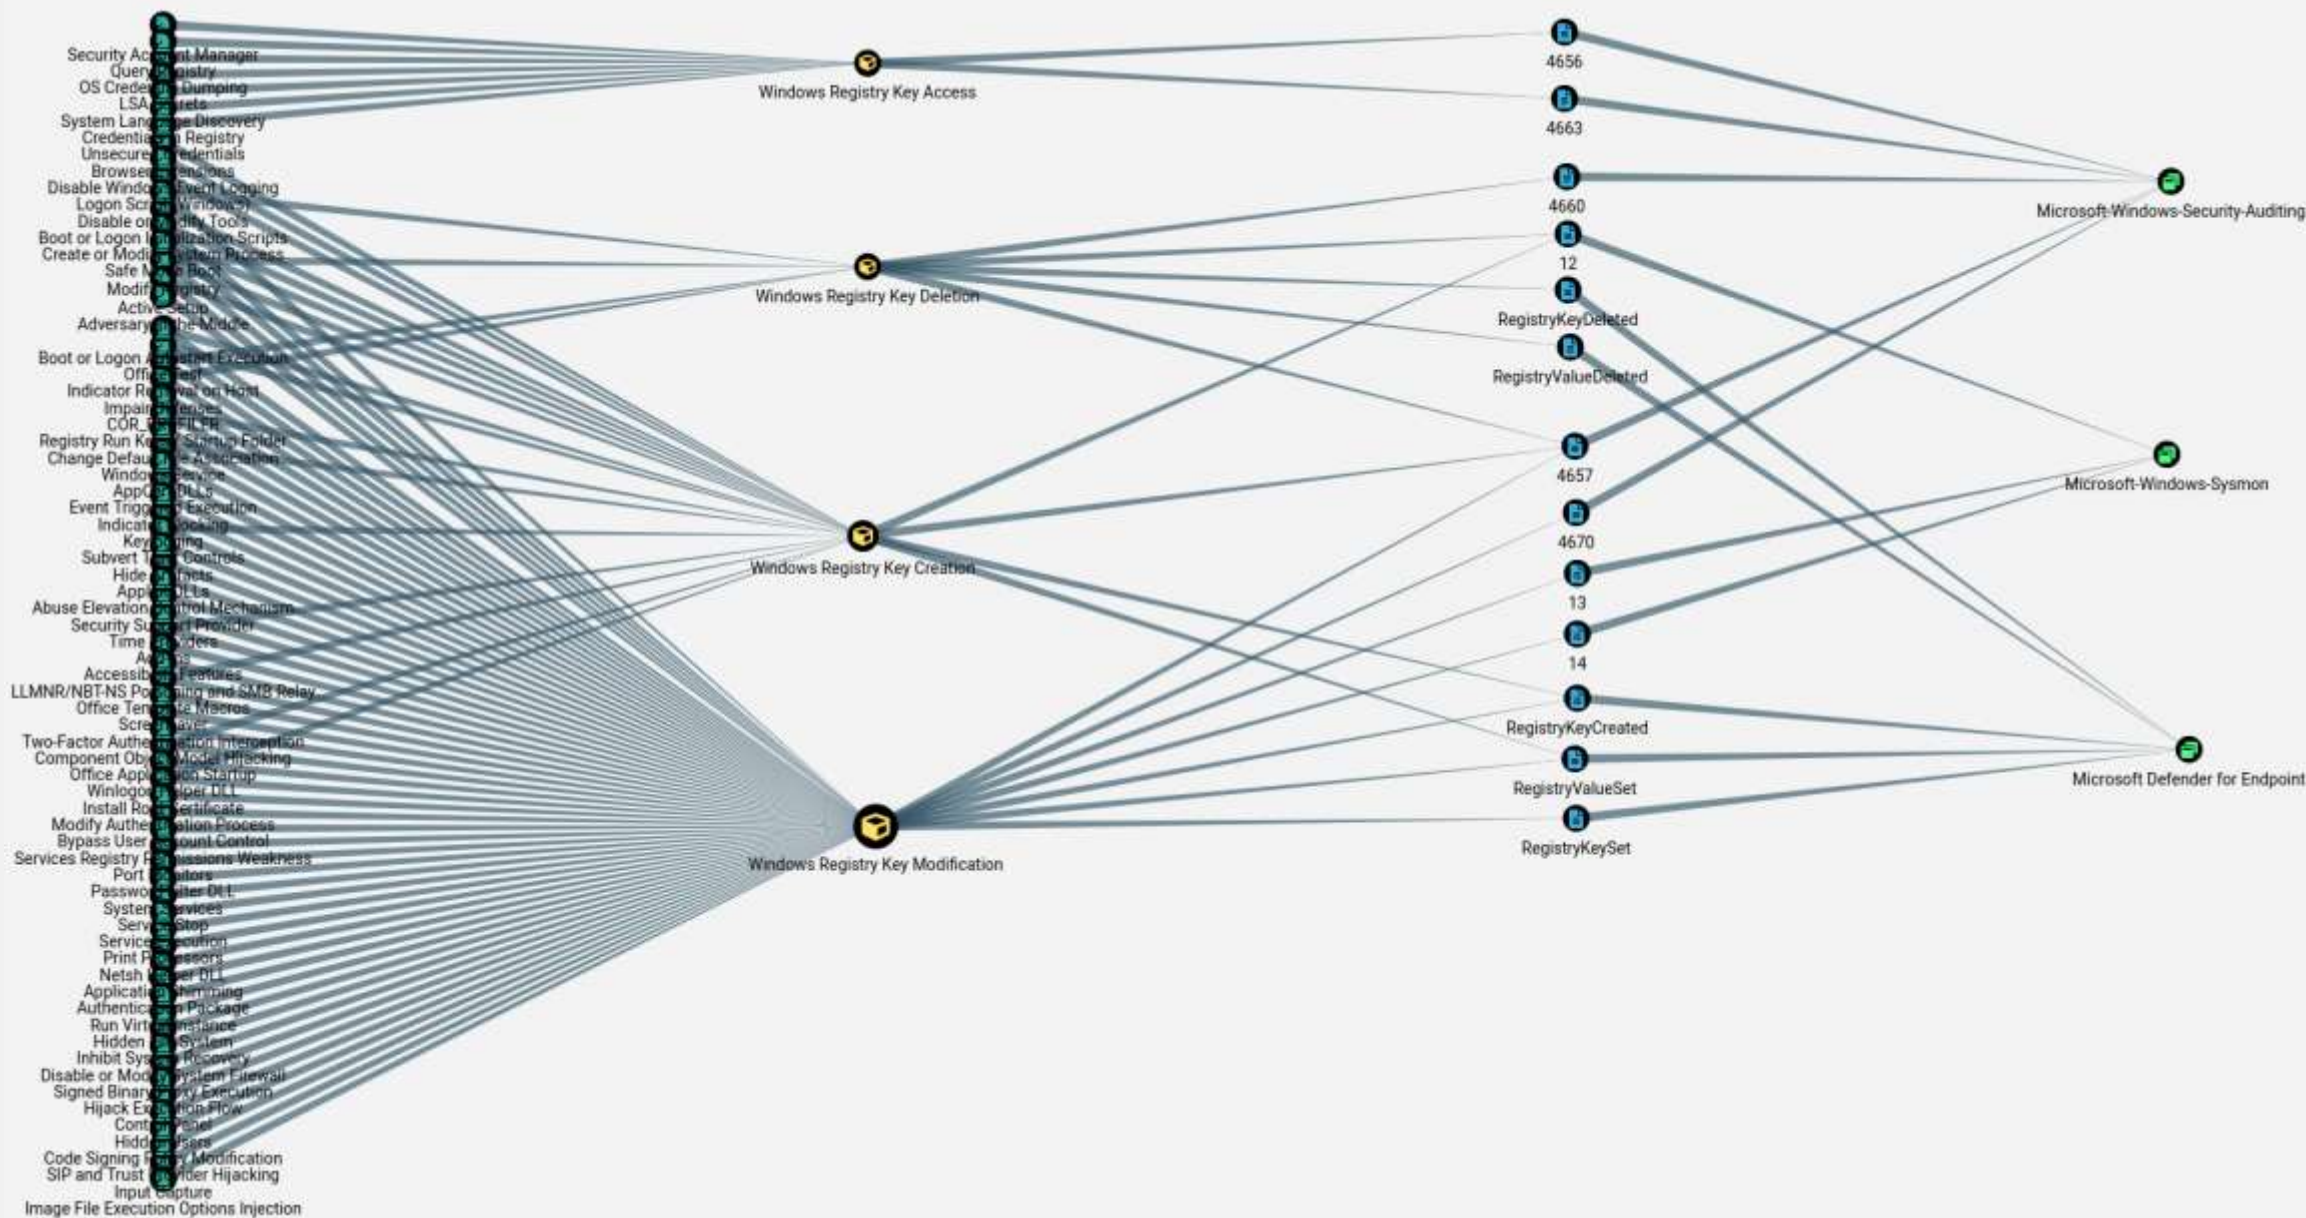 Security Account Manager
Query Registry
OS Credential Dumping
LSA Secrets
System Language Discovery
Credentials in Registry
Unsecured Credentials
Browser Extensions
Disable Windows Event Logging
Logon Script (Windows)
Disable or Modify Tools
Boot or Logon Initialization Scripts
Create or Modify System Process
Safe Mode Boot
Modify Registry
Active Setup
Adversary-in-the-Middle
Boot or Logon Autostart Execution
Office Test
Indicator Removal on Host
Impair Defenses
COR_PROFILER
Registry Run Keys / Startup Folder
Change Default File Association
Windows Service
AppCert DLLs
Event Triggered Execution
Indicator Blocking
Keylogging
Subvert Trust Controls
Hide Artifacts
AppInit DLLs
Abuse Elevation Control Mechanism
Security Support Provider
Time Providers
Add-ins
Accessibility Features
LLMNR/NBT-NS Poisoning and SMB Relay
Office Template Macros
Screensaver
Two-Factor Authentication Interception
Component Object Model Hijacking
Office Application Startup
Winlogon Helper DLL
Install Root Certificate
Modify Authentication Process
Bypass User Account Control
Services Registry Permissions Weakness
Port Monitors
Password Filter DLL
System Services
Service Stop
Service Execution
Print Processors
Netsh Helper DLL
Application Shimming
Authentication Package
Run Virtual Instance
Hidden File System
Inhibit System Recovery
Disable or Modify System Firewall
Signed Binary Proxy Execution
Hijack Execution Flow
Control Panel
Hidden Users
Code Signing Policy Modification
SIP and Trust Provider Hijacking
Input Capture
Image File Execution Options Injection
Windows Registry Key Access
Windows Registry Key Deletion
Windows Registry Key Creation
Windows Registry Key Modification
4656
4663
4660
12
RegistryKeyDeleted
RegistryValueDeleted
4657
4670
13
14
RegistryKeyCreated
RegistryValueSet
RegistryKeySet
Microsoft-Windows-Security-Auditing
Microsoft-Windows-Sysmon
Microsoft Defender for Endpoint